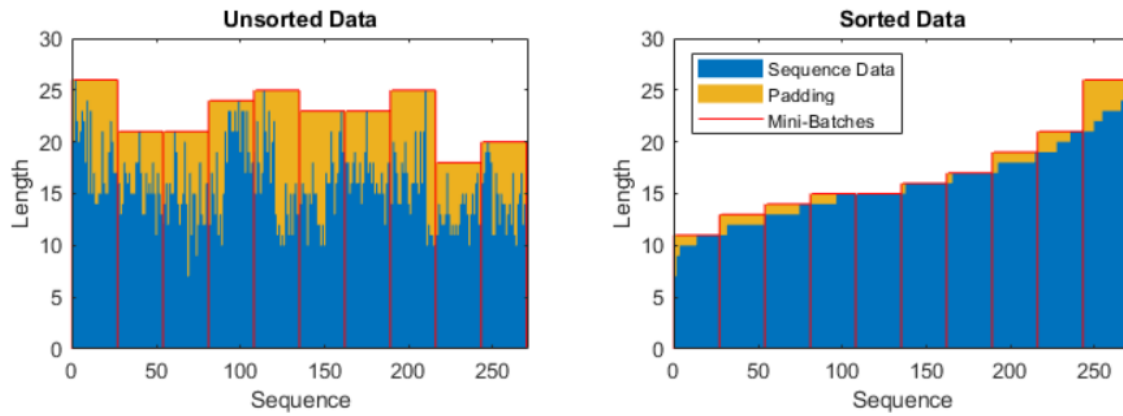 Unsorted Data
30
25
20
15
10
5
0
Length
0 50 100 150 200 250
Sequence
Sorted Data
30
25
20
15
10
5
0
Length
Sequence Data
Padding
Mini-Batches
0 50 100 150 200 250
Sequence